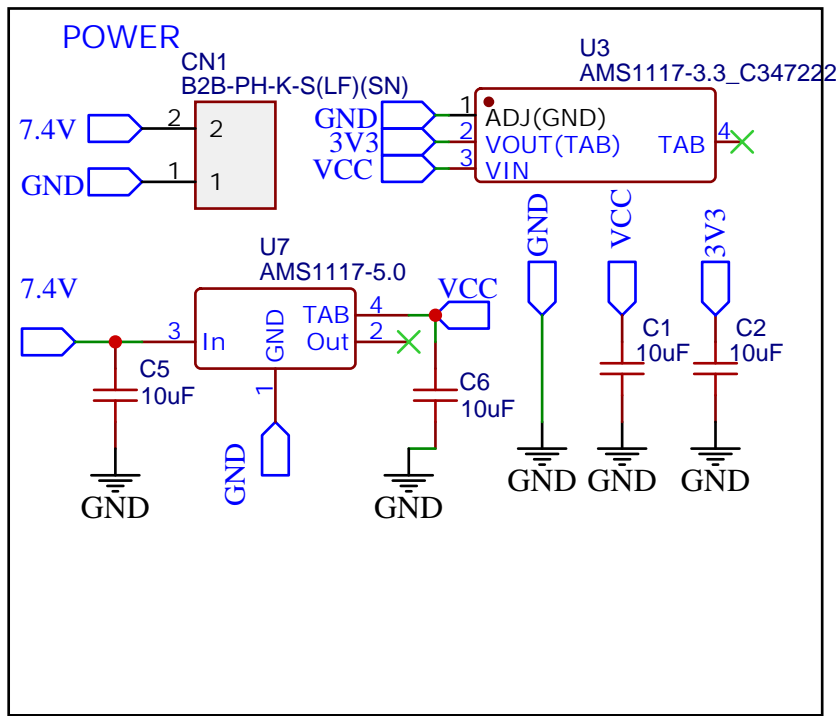 POWER
CN1
B2B-PH-K-S(LF)(SN)
7.4V
2
2
GND
1
1
U3
AMS1117-3.3_C347222
GND
1
ADJ(GND)
3V3
2
VOUT(TAB)
TAB
4
VCC
3
VIN
GND
VCC
3V3
U7
AMS1117-5.0
7.4V
3
In
GND
1
GND
TAB
4
Out
2
VCC
C5
10uF
GND
C6
10uF
GND
GND
C1
10uF
GND
C2
10uF
GND